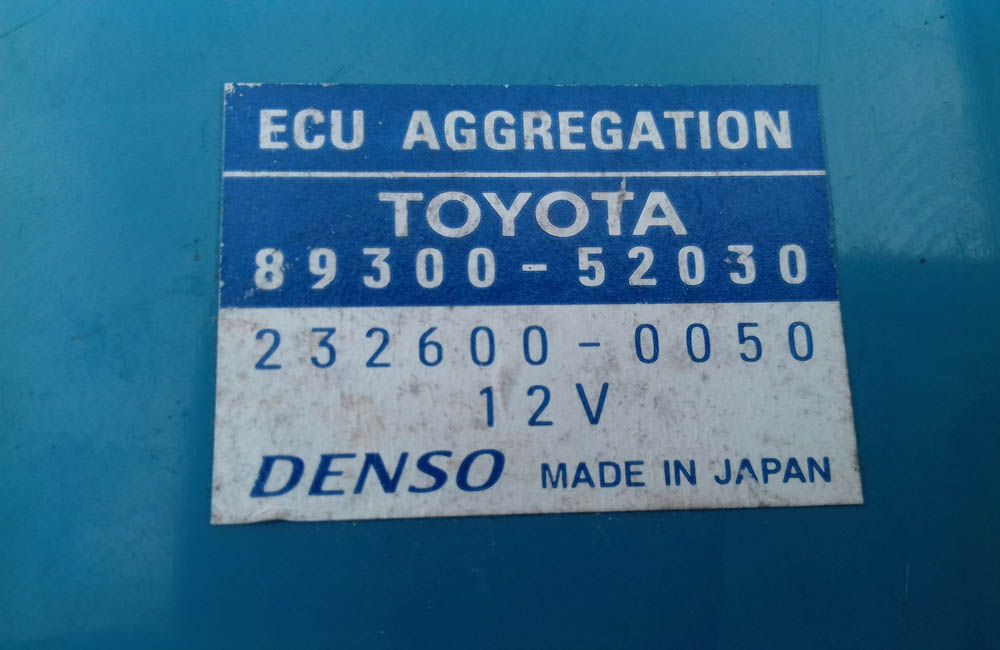 ECU AGGREGATION
TOYOTA
89300-52030
232600-0050
12V
DENSO MADE IN JAPAN